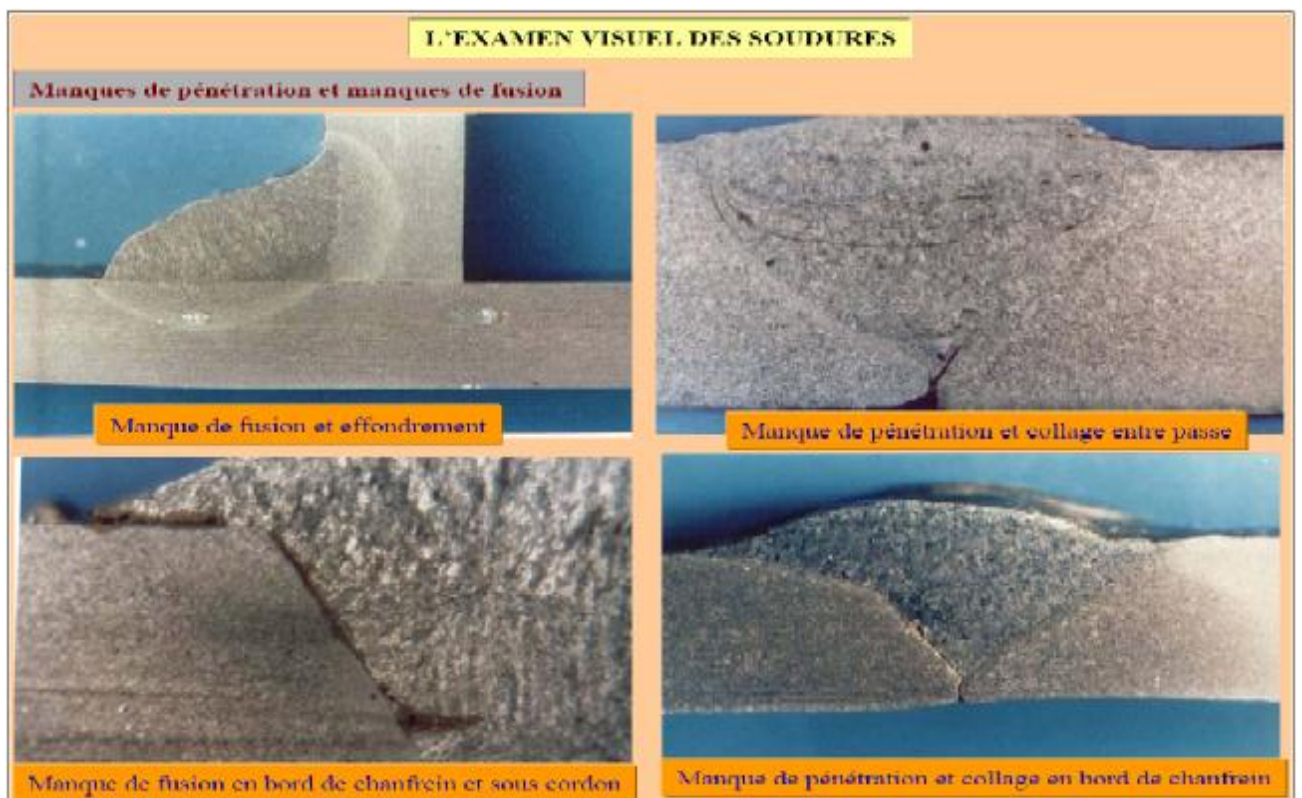 L'EXAMEN VISUEL DES SOUDURES
Manques de pénétration et manques de fusion
Manque de fusion et effondrement
Manque de pénétration et collage entre passe
Manque de fusion en bord de chanfrein et sous cordon
Manque de pénétration et collage en bord de chanfrein